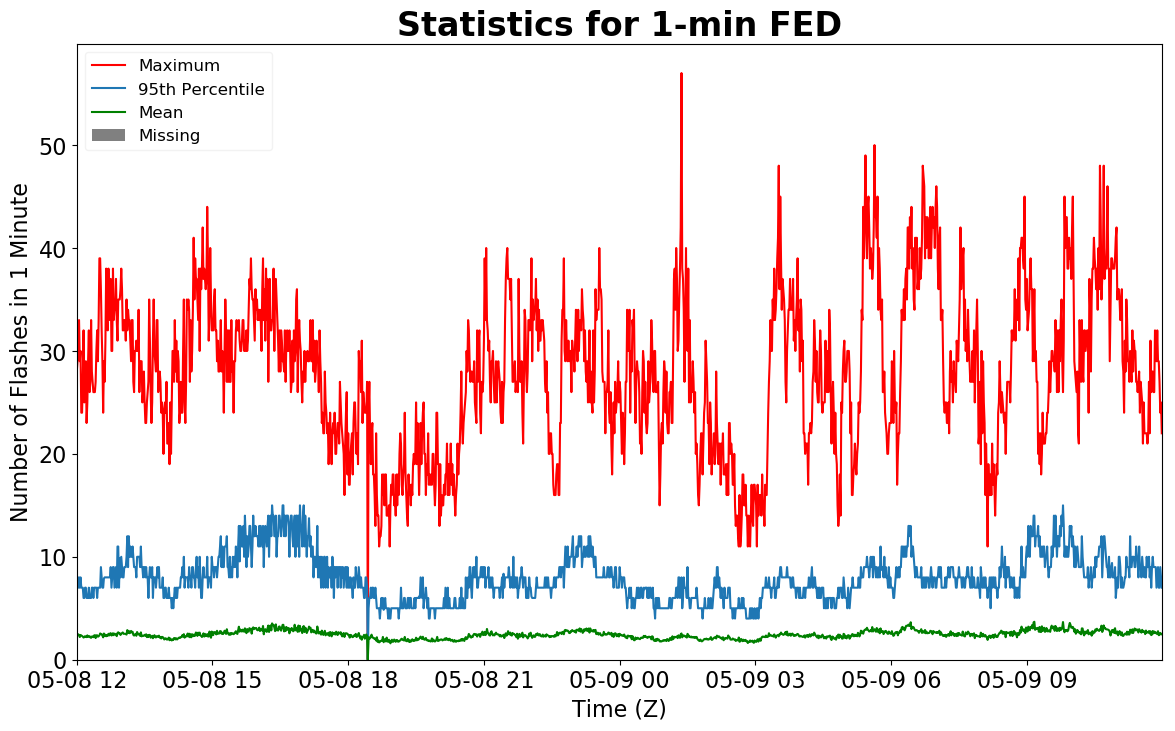 Statistics for 1-min FED
Maximum
95th Percentile
Mean
Missing
Number of Flashes in 1 Minute
50
40
30
20
10
0
05-08 12
05-08 15
05-08 18
05-08 21
05-09 00
05-09 03
05-09 06
05-09 09
Time (Z)